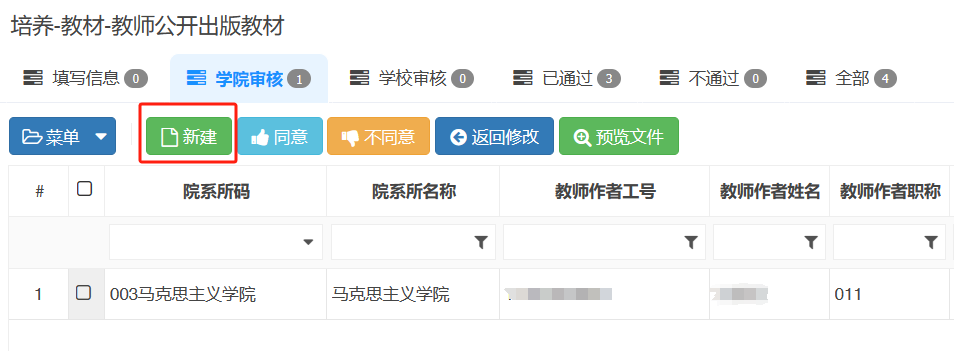 培养-教材-教师公开出版教材
填写信息 0 学院审核 1 学校审核 0 已通过 3 不通过 0 全部 4
菜单 新建 同意 不同意 返回修改 预览文件
# 院系所码 院系所名称 教师作者工号 教师作者姓名 教师作者职称
1 003马克思主义学院 马克思主义学院 011